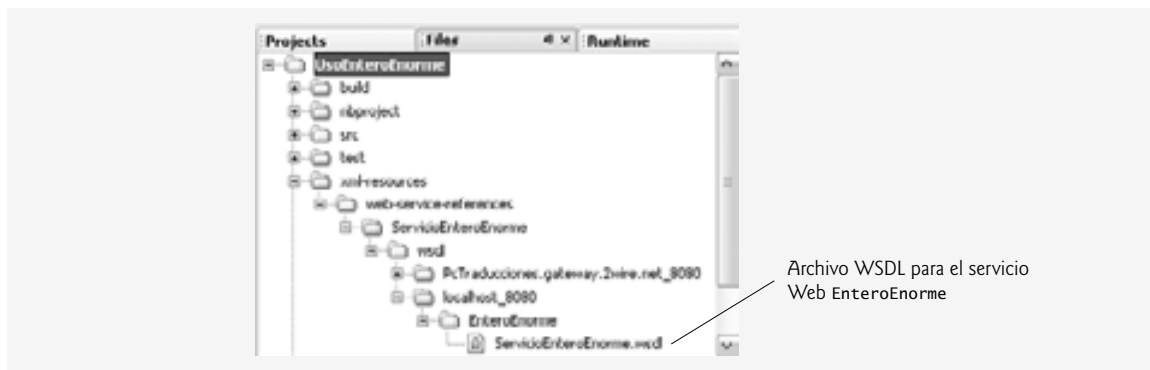 Projects Files Runtime
UsoEnteroEnorme
build
nbproject
src
test
xml-resources
web-service-references
ServicioEnteroEnorme
wsdl
PcTraducciones.gateway.2wire.net_8080
localhost_8080
EnteroEnorme
ServicioEnteroEnorme.wsdl
Archivo WSDL para el servicio
Web EnteroEnorme